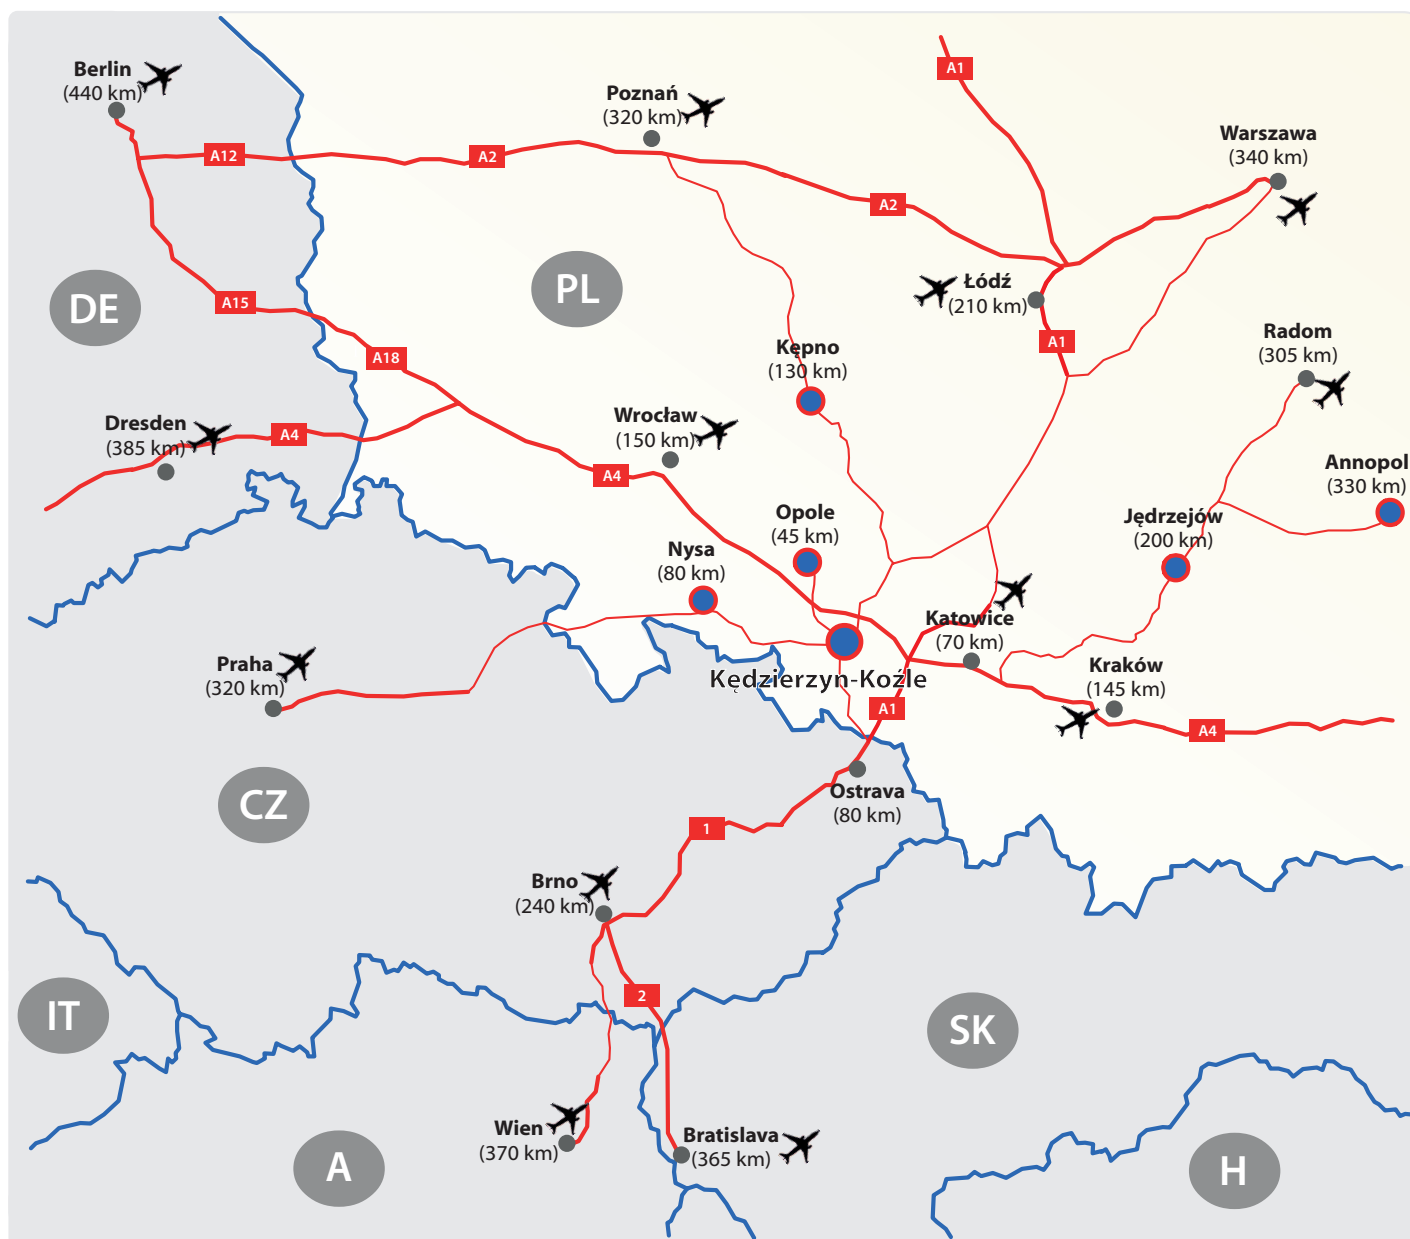 Berlin
(440 km)
A12
A2
Poznań
(320 km)
A1
Warszawa
(340 km)
A2
DE
PL
Łódź
(210 km)
A15
A18
A1
Radom
(305 km)
Kępno
(130 km)
Dresden
(385 km)
A4
Wrocław
(150 km)
A4
Annopol
(330 km)
Opole
(45 km)
Jędrzejów
(200 km)
Nysa
(80 km)
Katowice
(70 km)
Praha
(320 km)
Kędzierzyn-Koźle
Kraków
(145 km)
A1
A4
CZ
Ostrava
(80 km)
1
Brno
(240 km)
2
IT
SK
Wien
(370 km)
Bratislava
(365 km)
A
H